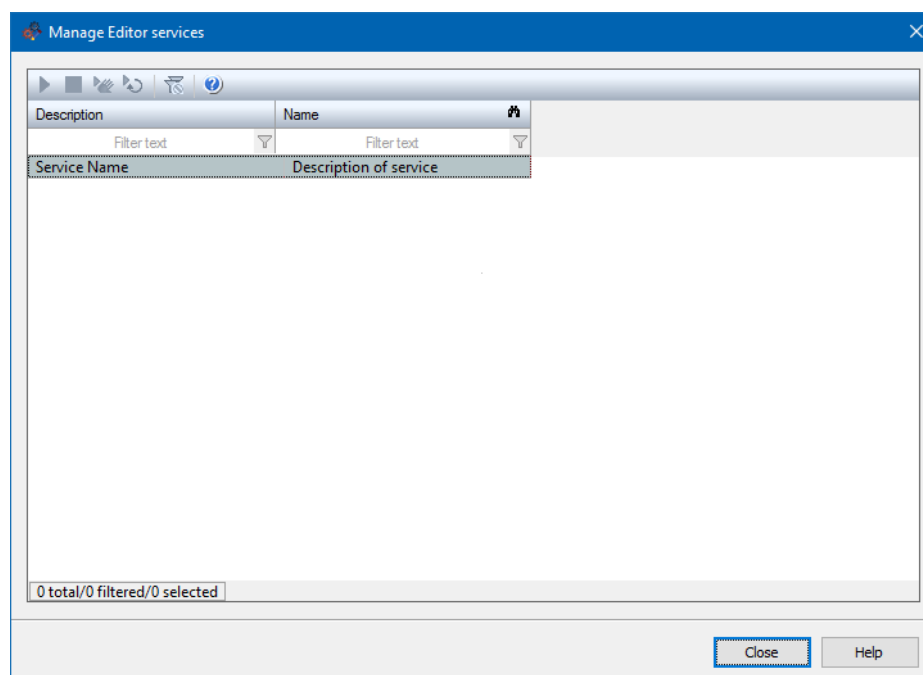 Manage Editor services
Description Name
Filter text Filter text
Service Name Description of service
0 total/0 filtered/0 selected
Close Help